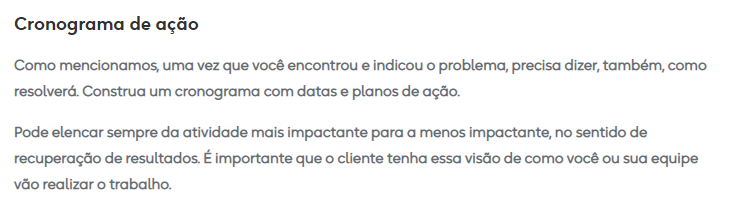 Cronograma de ação
Como mencionamos, uma vez que você encontrou e indicou o problema, precisa dizer, também, como
resolverá. Construa um cronograma com datas e planos de ação.
Pode elencar sempre da atividade mais impactante para a menos impactante, no sentido de
recuperação de resultados. É importante que o cliente tenha essa visão de como você ou sua equipe
vão realizar o trabalho.